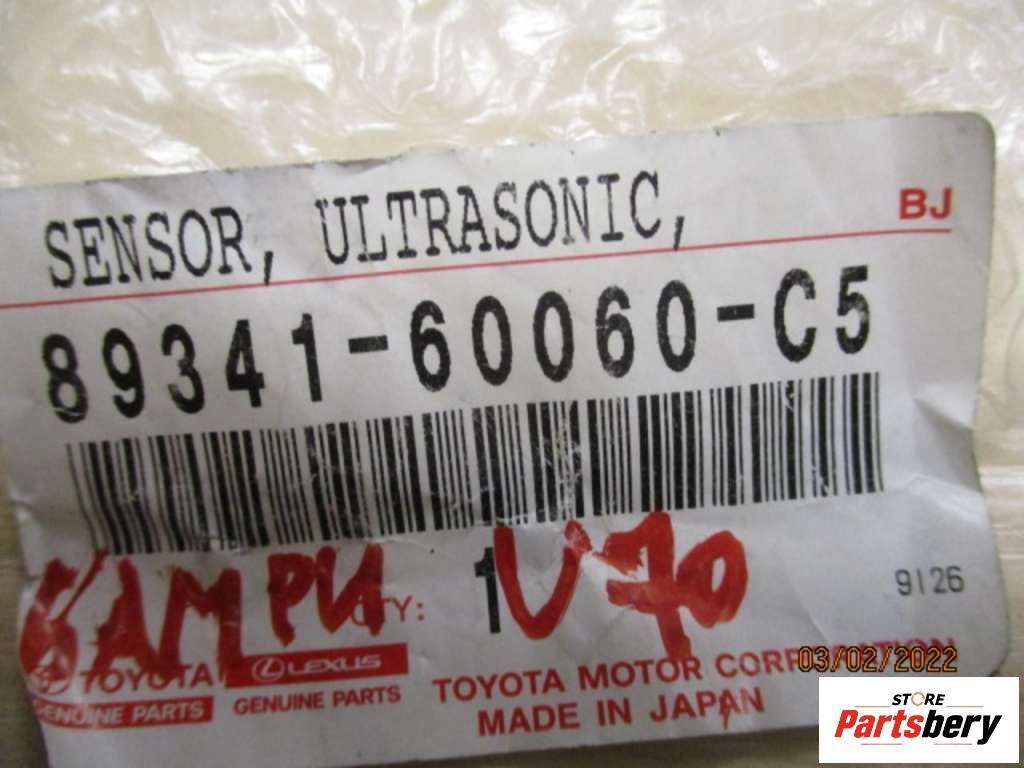 SENSOR, ULTRASONIC,
BJ
89341-60060-C5
КАМРИ V-70
QTY: 1
9126
TOYOTA
GENUINE PARTS
LEXUS
GENUINE PARTS
TOYOTA MOTOR CORPORATION
MADE IN JAPAN
03/02/2022
STORE
Partsbery